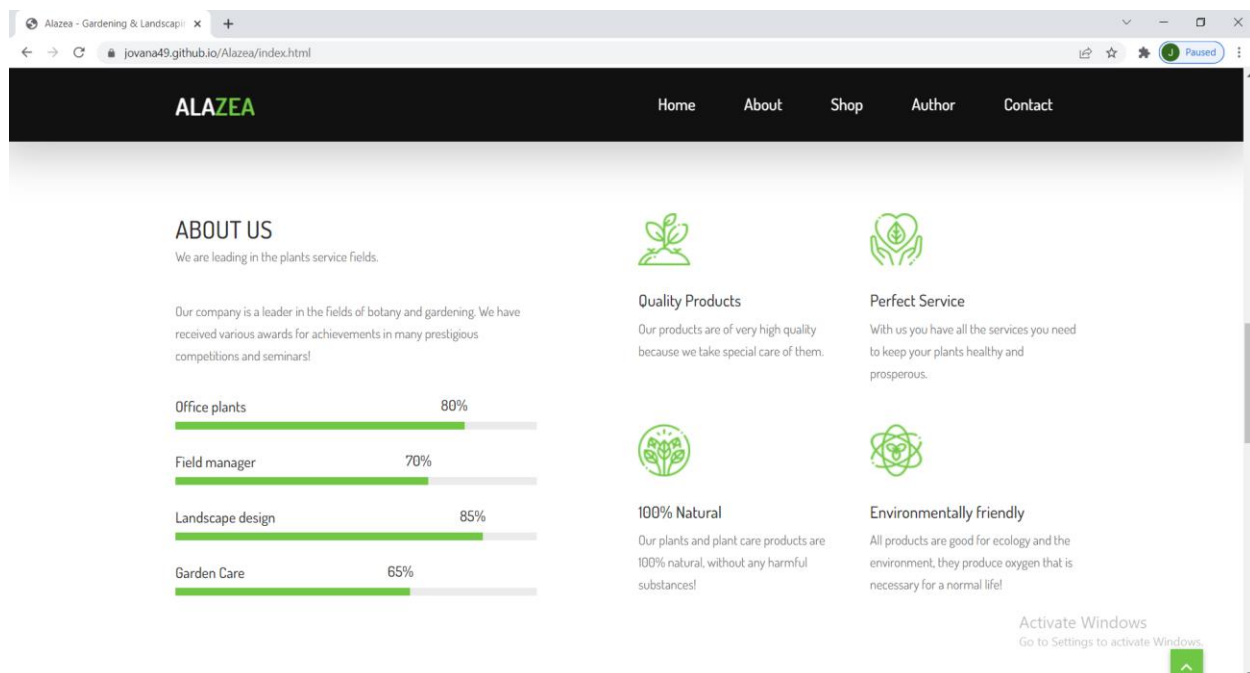 Alazea - Gardening & Landscapi
jovana49.github.io/Alazea/index.html
J
Paused
ALAZEA
Home
About
Shop
Author
Contact
ABOUT US
We are leading in the plants service fields.
Our company is a leader in the fields of botany and gardening. We have
received various awards for achievements in many prestigious
competitions and seminars!
Office plants
80%
Field manager
70%
Landscape design
85%
Garden Care
65%
Quality Products
Our products are of very high quality
because we take special care of them.
Perfect Service
With us you have all the services you need
to keep your plants healthy and
prosperous.
100% Natural
Our plants and plant care products are
100% natural, without any harmful
substances!
Environmentally friendly
All products are good for ecology and the
environment, they produce oxygen that is
necessary for a normal life!
Activate Windows
Go to Settings to activate Windows.